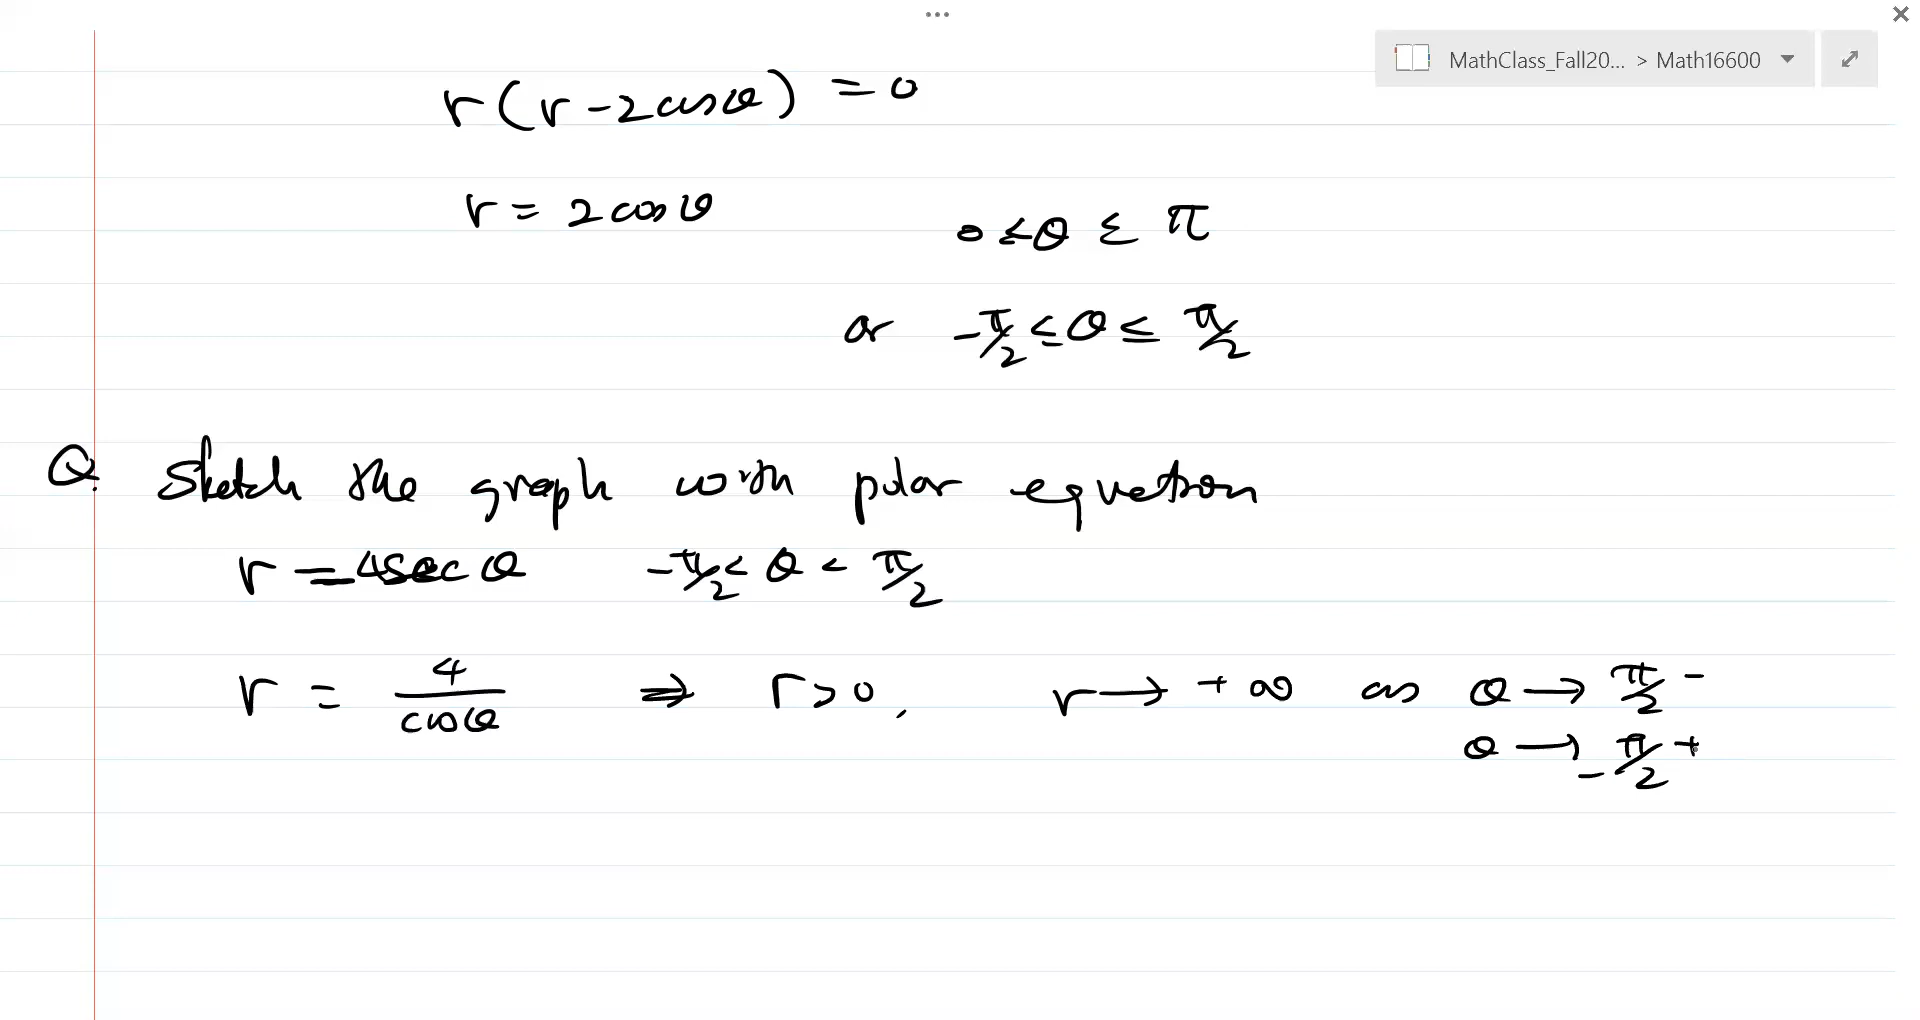 MathClass_Fall20... > Math16600
r(r-2cosθ) = 0
r = 2cosθ
0 ≤ θ ≤ π
or -π/2 ≤ θ ≤ π/2
Q. Sketch the graph with polar equation
r = 4secθ -π/2 < θ < π/2
r = 4/cosθ ⇒ r > 0, r → +∞ as θ → π/2 -
θ → -π/2 +